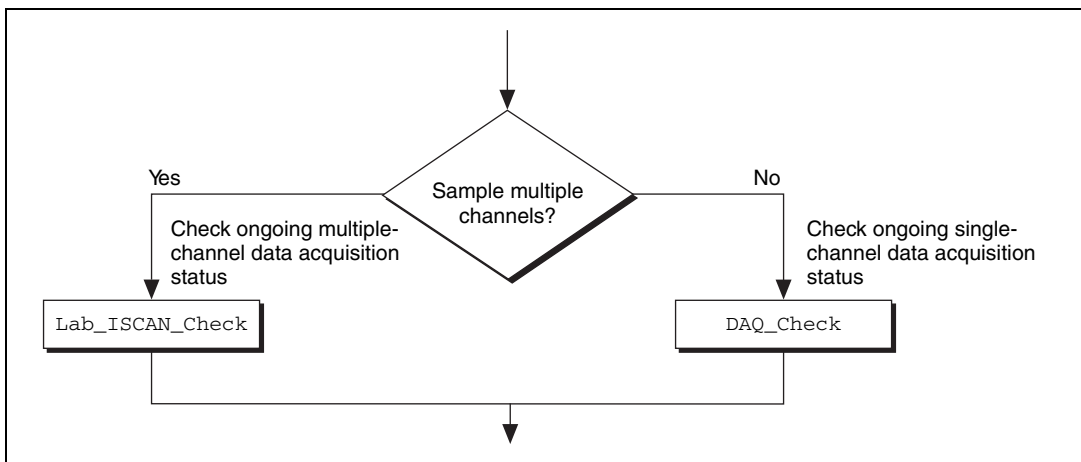 Sample multiple
channels?
Yes
No
Check ongoing multiple-
channel data acquisition
status
Check ongoing single-
channel data acquisition
status
Lab_ISCAN_Check
DAQ_Check